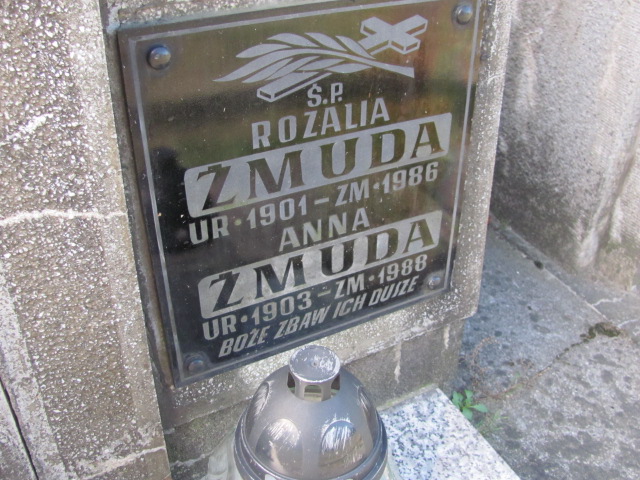 Ś.P.
ROZALIA
ŻMUDA
UR·1901-ZM·1986
ANNA
ŻMUDA
UR·1903-ZM·1988
BOŻE ZBAW ICH DUSZE